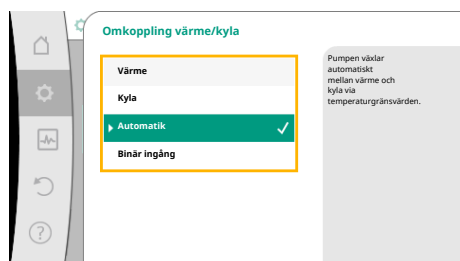 Omkoppling värme/kyla
Värme
Kyla
Automatik
Binär ingång
Pumpen växlar
automatiskt
mellan värme och
kyla via
temperaturgränsvärden.